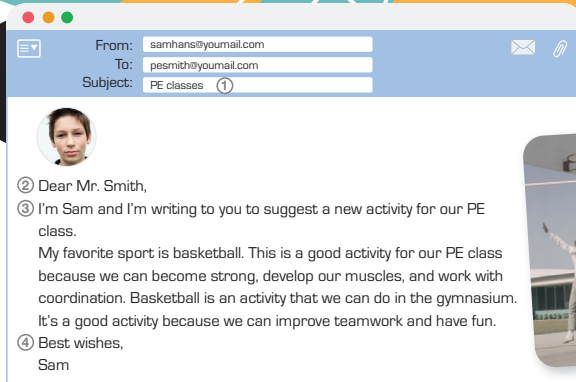 From: samhans@youmail.com
To: pesmith@youmail.com
Subject: PE classes ①
② Dear Mr. Smith,
③ I'm Sam and I'm writing to you to suggest a new activity for our PE
class.
My favorite sport is basketball. This is a good activity for our PE class
because we can become strong, develop our muscles, and work with
coordination. Basketball is an activity that we can do in the gymnasium.
It's a good activity because we can improve teamwork and have fun.
④ Best wishes,
Sam